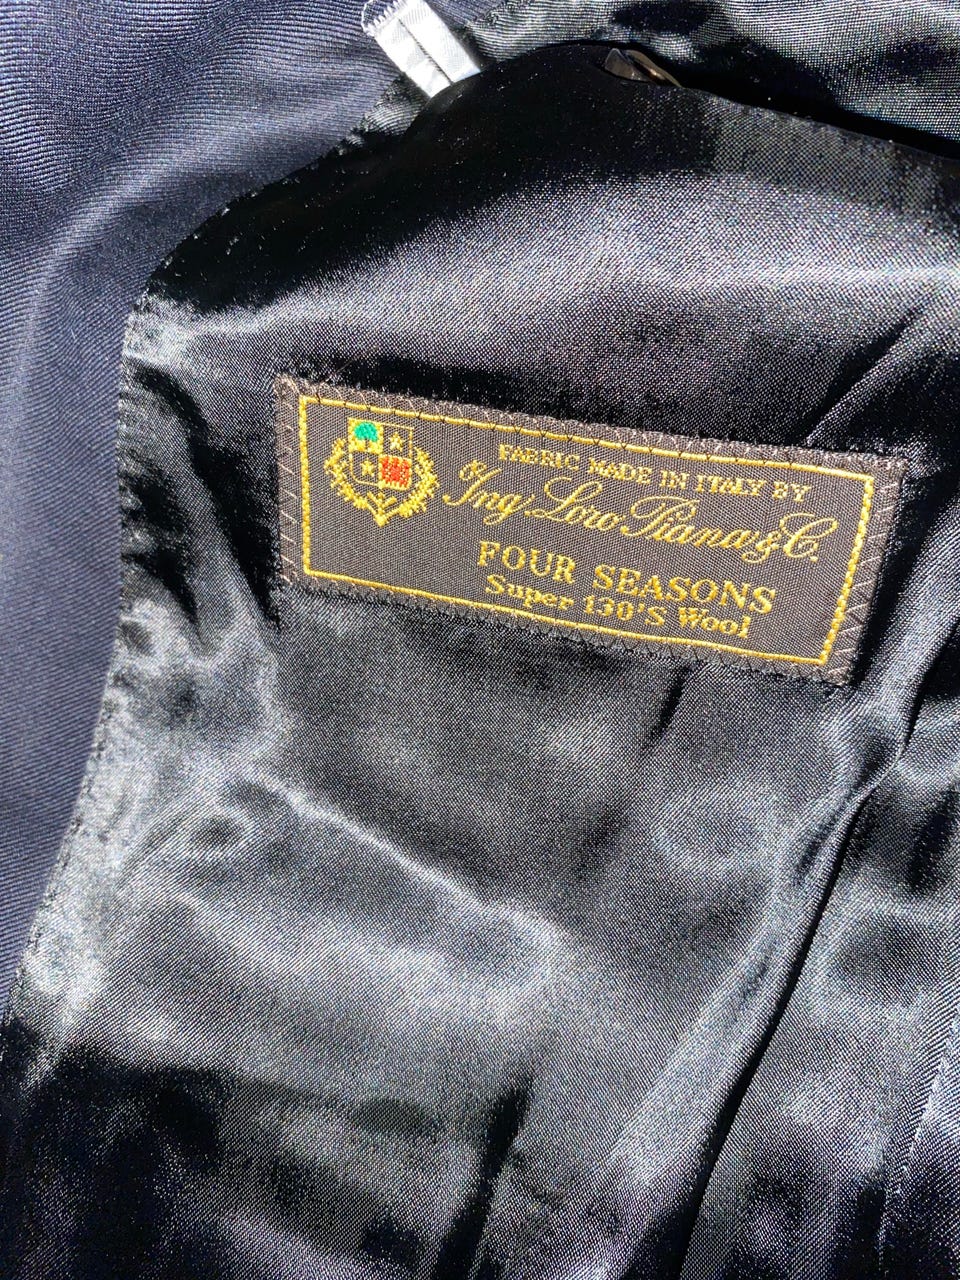 FABRIC MADE IN ITALY BY
Ing. Loro Piana & C.
FOUR SEASONS
Super 130'S Wool